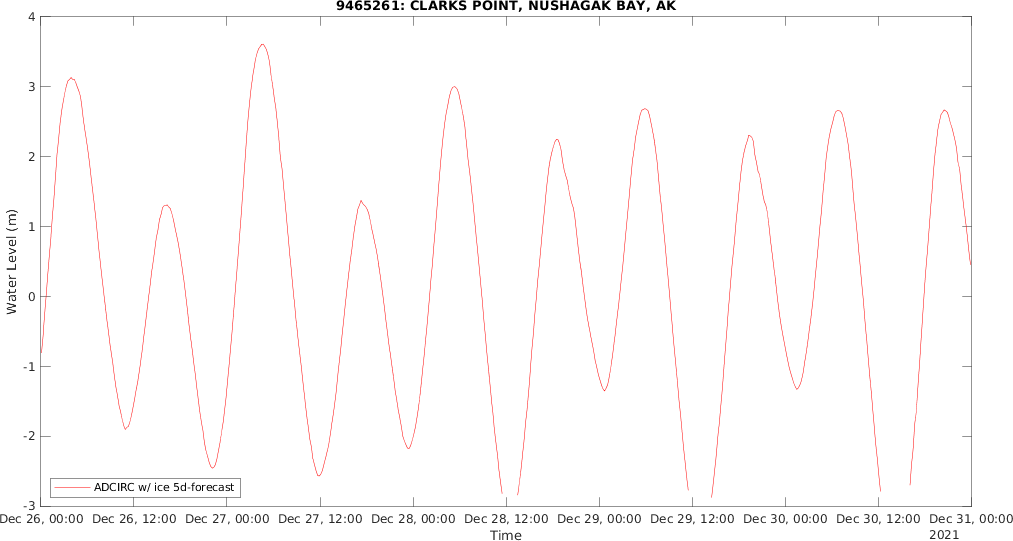 9465261: CLARKS POINT, NUSHAGAK BAY, AK
4
3
2
1
0
-1
-2
-3
Water Level (m)
ADCIRC w/ ice 5d-forecast
Dec 26, 00:00 Dec 26, 12:00 Dec 27, 00:00 Dec 27, 12:00 Dec 28, 00:00 Dec 28, 12:00 Dec 29, 00:00 Dec 29, 12:00 Dec 30, 00:00 Dec 30, 12:00 Dec 31, 00:00
Time
2021